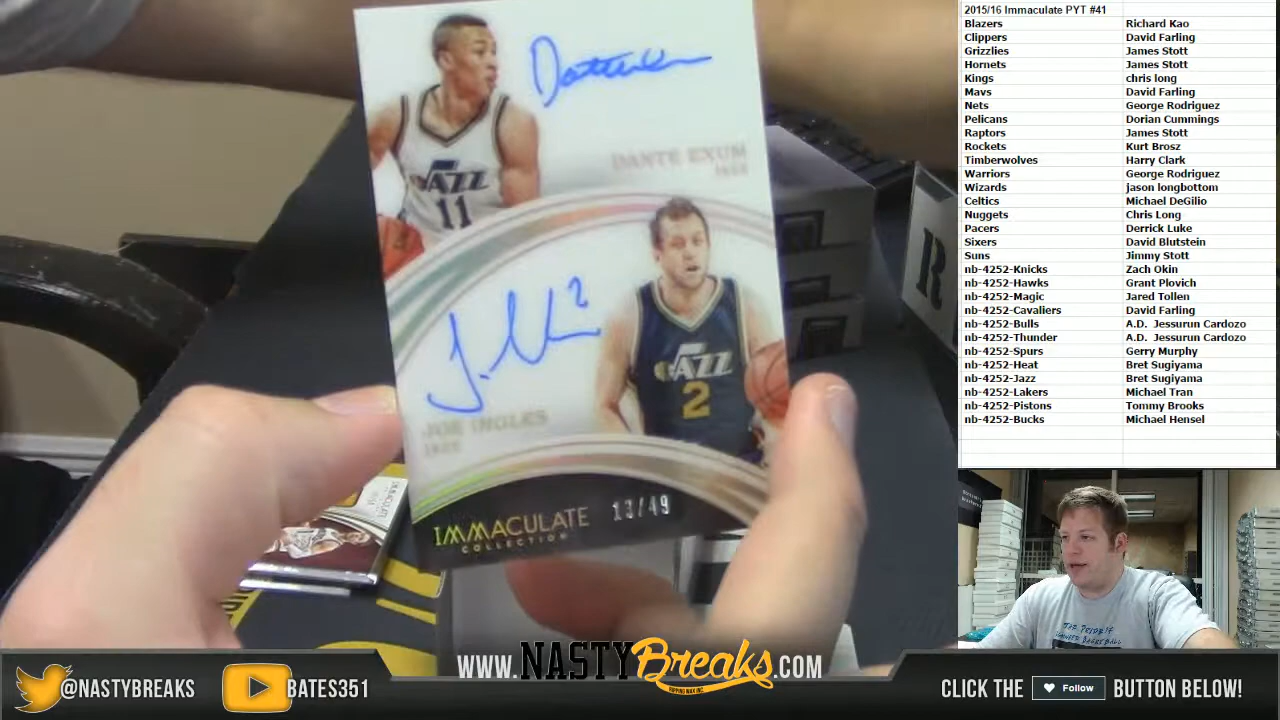 DANTE EXUM
JAZZ
11
2
JOE INGLES
JAZZ
2
IMMACULATE
COLLECTION
13/49
R
2015/16 Immaculate PYT #41
Blazers Richard Kao
Clippers David Farling
Grizzlies James Stott
Hornets James Stott
Kings chris long
Mavs David Farling
Nets George Rodriguez
Pelicans Dorian Cummings
Raptors James Stott
Rockets Kurt Brosz
Timberwolves Harry Clark
Warriors George Rodriguez
Wizards jason longbottom
Celtics Michael DeGilio
Nuggets Chris Long
Pacers Derrick Luke
Sixers David Blutstein
Suns Jimmy Stott
nb-4252-Knicks Zach Okin
nb-4252-Hawks Grant Plovich
nb-4252-Magic Jared Tollen
nb-4252-Cavaliers David Farling
nb-4252-Bulls A.D. Jessurun Cardozo
nb-4252-Thunder A.D. Jessurun Cardozo
nb-4252-Spurs Gerry Murphy
nb-4252-Heat Bret Sugiyama
nb-4252-Jazz Bret Sugiyama
nb-4252-Lakers Michael Tran
nb-4252-Pistons Tommy Brooks
nb-4252-Bucks Michael Hensel
@NASTYBREAKS
BATES351
WWW.NASTYBreaks.COM
RIPPING WAX INC.
CLICK THE Follow BUTTON BELOW!